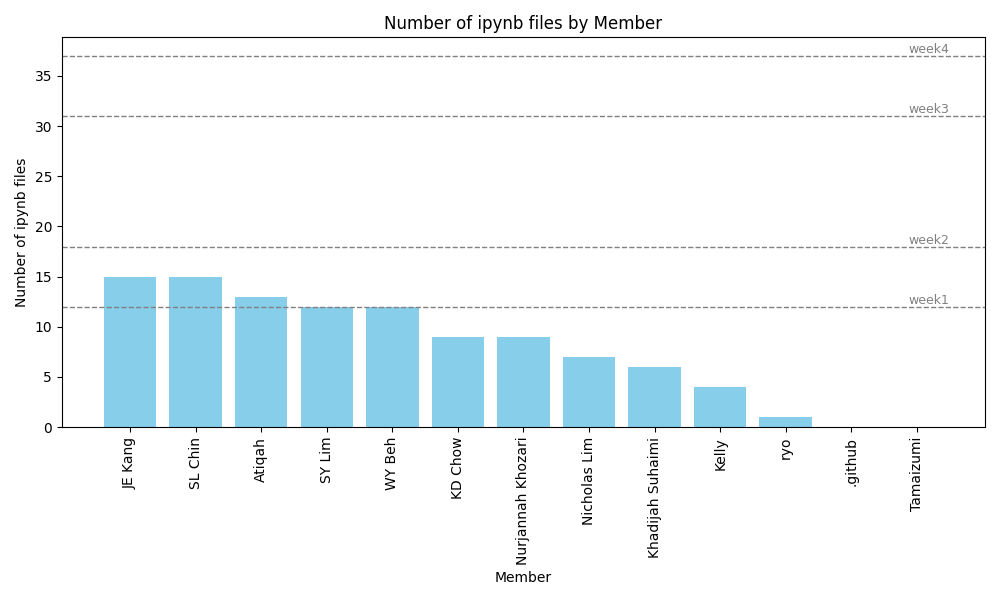 Number of ipynb files by Member
Number of ipynb files
35
30
25
20
15
10
5
0
week4
week3
week2
week1
JE Kang
SL Chin
Atiqah
SY Lim
WY Beh
KD Chow
Nurjannah Khozari
Nicholas Lim
Khadijah Suhaimi
Kelly
ryo
.github
Tamaizumi
Member